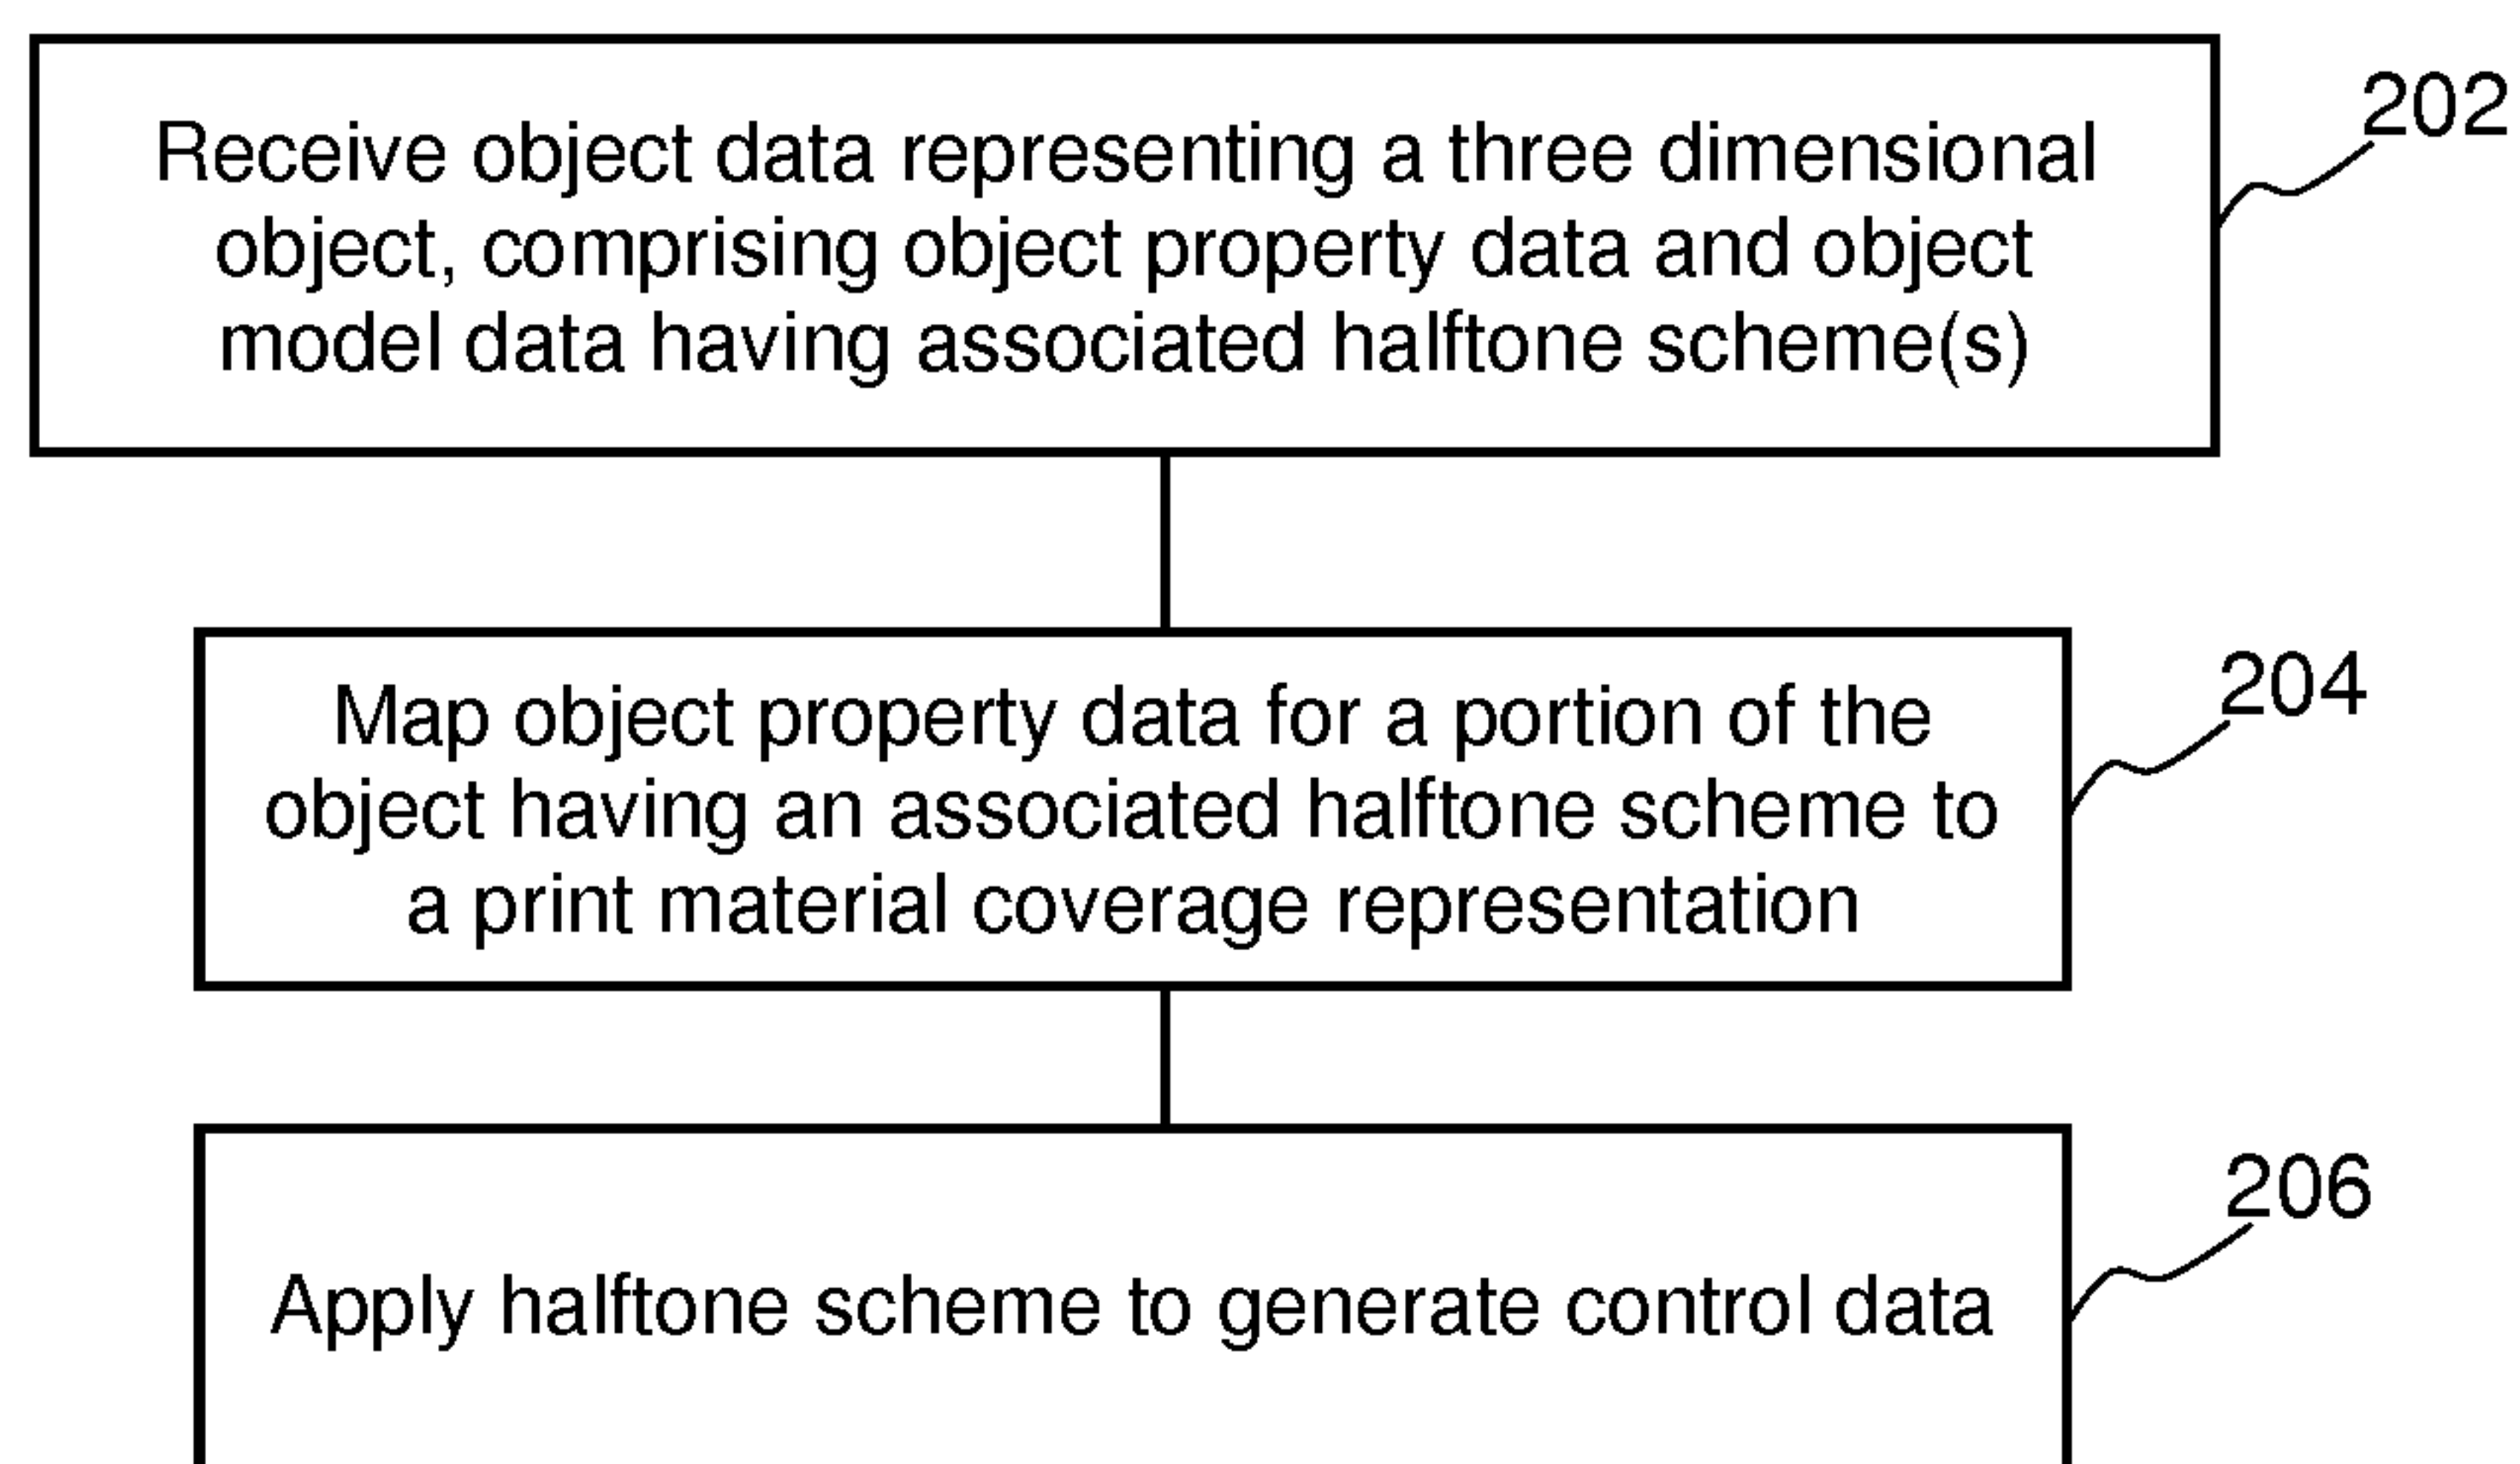 Receive object data representing a three dimensional
object, comprising object property data and object
model data having associated halftone scheme(s)
202
Map object property data for a portion of the
object having an associated halftone scheme to
a print material coverage representation
204
Apply halftone scheme to generate control data
206